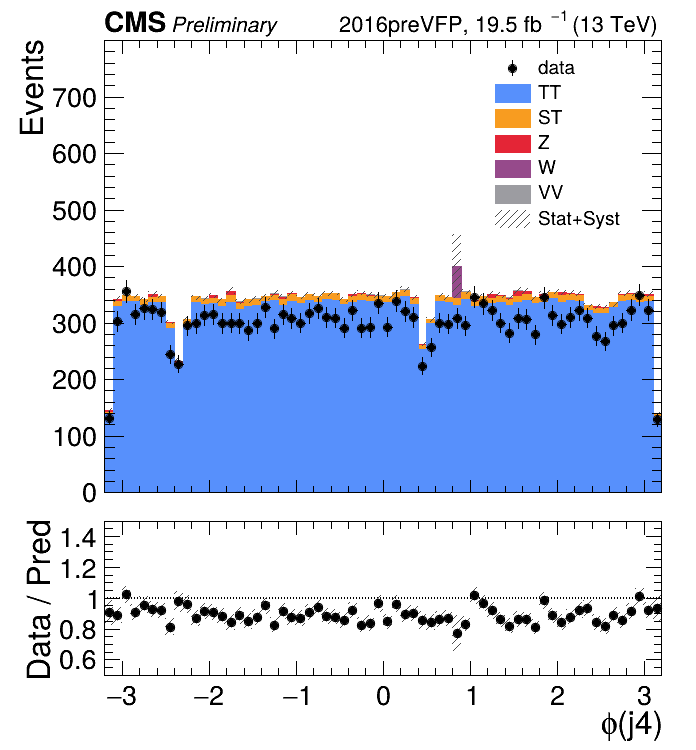 CMS Preliminary 2016preVFP, 19.5 fb⁻¹ (13 TeV)
Events
700
600
500
400
300
200
100
0
data
TT
ST
Z
W
VV
Stat+Syst
Data / Pred
1.4
1.2
1
0.8
0.6
−3 −2 −1 0 1 2 3
ϕ(j4)